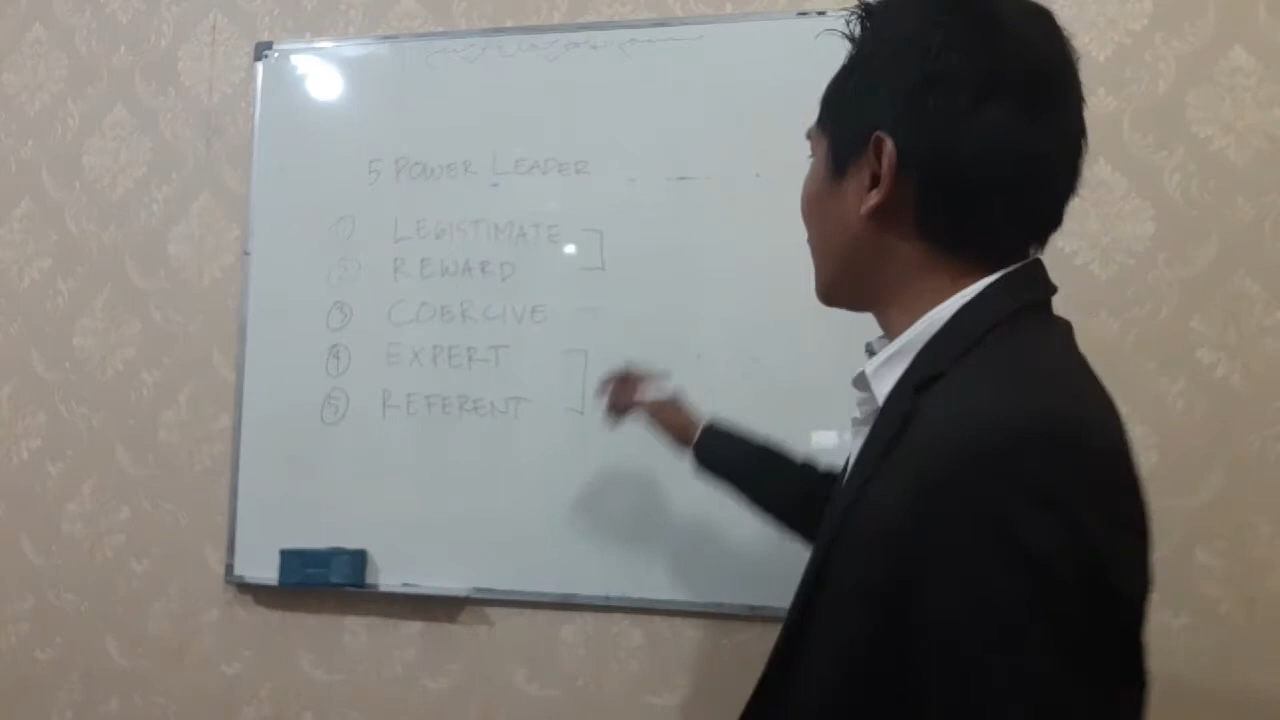 5 POWER LEADER
1) LEGISTIMATE
② REWARD
③ COERCIVE
④ EXPERT
⑤ REFERENT